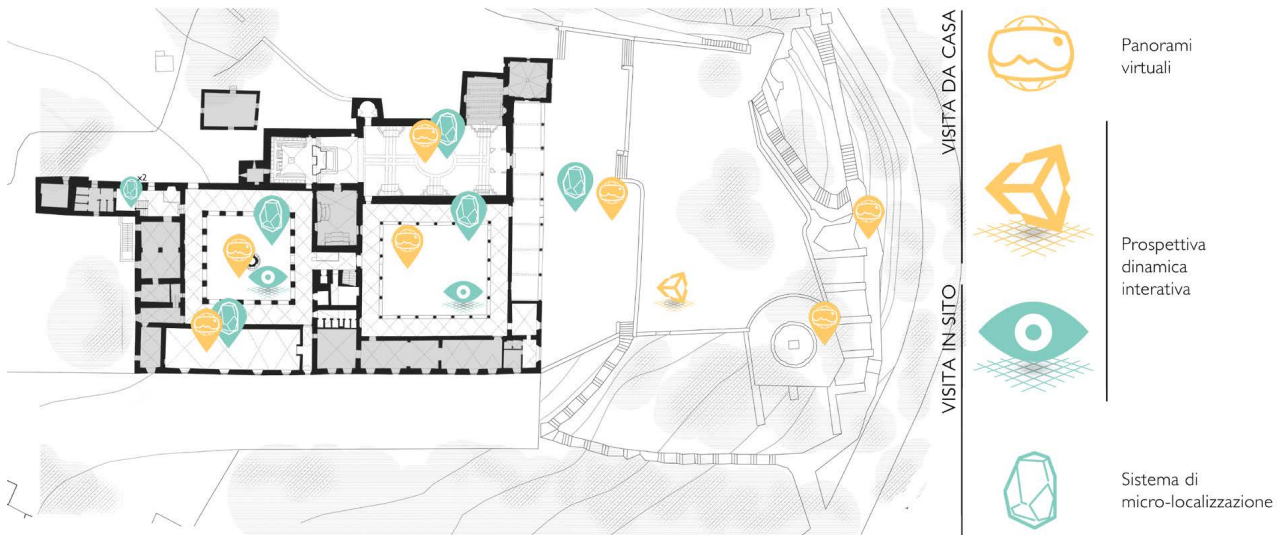 x2
VISITA DA CASA
VISITA IN SITO
Panorami
virtuali
Prospettiva
dinamica
interativa
Sistema di
micro-localizzazione